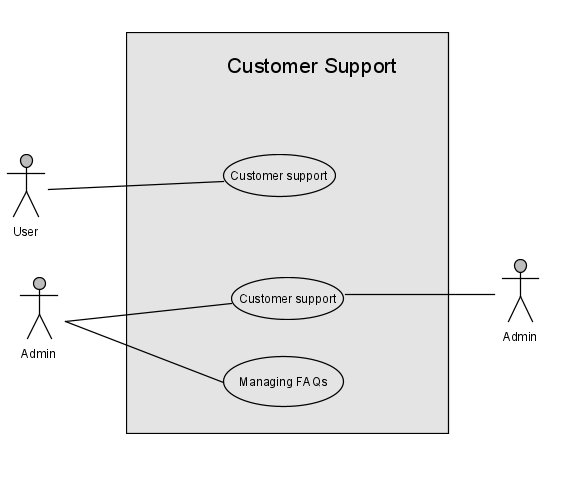 Customer Support
Customer support
User
Customer support
Admin
Admin
Managing FAQs